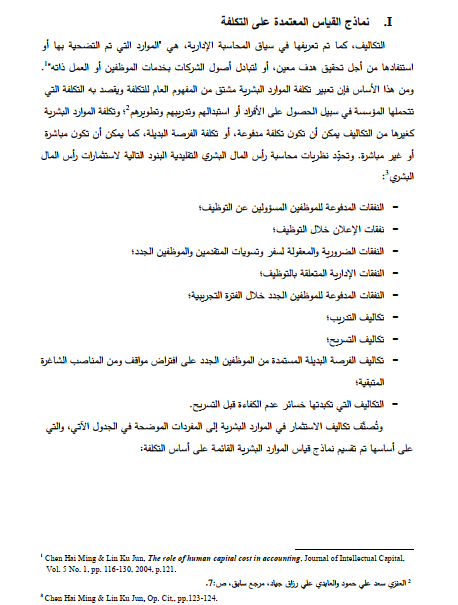 I. نماذج القياس المعتمدة على التكلفة
التكاليف، كما تم تعريفها في سياق المحاسبة الإدارية، هي "الموارد التي تم التضحية بها أو
استنفادها من أجل تحقيق هدف معين، أو لتبادل أصول الشركات بخدمات الموظفين أو العمل ذاته"1.
ومن هذا الأساس فإن تعبير تكلفة الموارد البشرية مشتق من المفهوم العام للتكلفة ويقصد به التكلفة التي
تتحملها المؤسسة في سبيل الحصول على الأفراد أو استبدالهم وتدريبهم وتطويرهم2؛ وتكلفة الموارد البشرية
كغيرها من التكاليف يمكن أن تكون تكلفة مدفوعة، أو تكلفة الفرصة البديلة، كما يمكن أن تكون مباشرة
أو غير مباشرة. وتحدّد نظريات محاسبة رأس المال البشري التقليدية البنود التالية لاستثمارات رأس المال
البشري3:
- النفقات المدفوعة للموظفين المسؤولين عن التوظيف؛
- نفقات الإعلان خلال التوظيف؛
- النفقات الضرورية والمعقولة لسفر وتسويات المتقدمين والموظفين الجدد؛
- النفقات الإدارية المتعلقة بالتوظيف؛
- النفقات المدفوعة للموظفين الجدد خلال الفترة التجريبية؛
- تكاليف التدريب؛
- تكاليف التسريح؛
- تكاليف الفرصة البديلة المستمدة من الموظفين الجدد على افتراض مواقف ومن المناصب الشاغرة
المتبقية؛
- التكاليف التي تكبدتها خسائر عدم الكفاءة قبل التسريح.
وتُصنَّف تكاليف الاستثمار في الموارد البشرية إلى المفردات الموضحة في الجدول الآتي، والتي
على أساسها تم تقسيم نماذج قياس الموارد البشرية القائمة على أساس التكلفة:
1 Chen Hai Ming & Lin Ku Jun, The role of human capital cost in accounting, Journal of Intellectual Capital,
Vol. 5 No. 1, pp. 116-130, 2004, p.121.
2 العنزي سعد علي حمود والعابدي علي رزاق جياد، مرجع سابق، ص:7.
3 Chen Hai Ming & Lin Ku Jun, Op. Cit., pp.123-124.